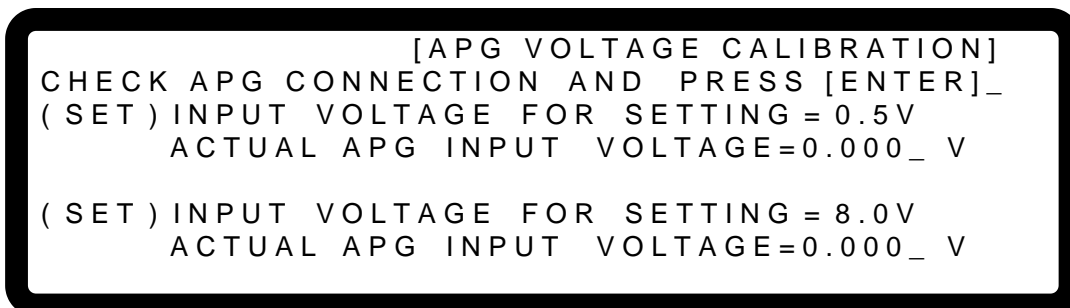 [APG VOLTAGE CALIBRATION]
CHECK APG CONNECTION AND PRESS [ENTER]_
(SET) INPUT VOLTAGE FOR SETTING = 0.5V
ACTUAL APG INPUT VOLTAGE=0.000_ V
(SET) INPUT VOLTAGE FOR SETTING = 8.0V
ACTUAL APG INPUT VOLTAGE=0.000_ V